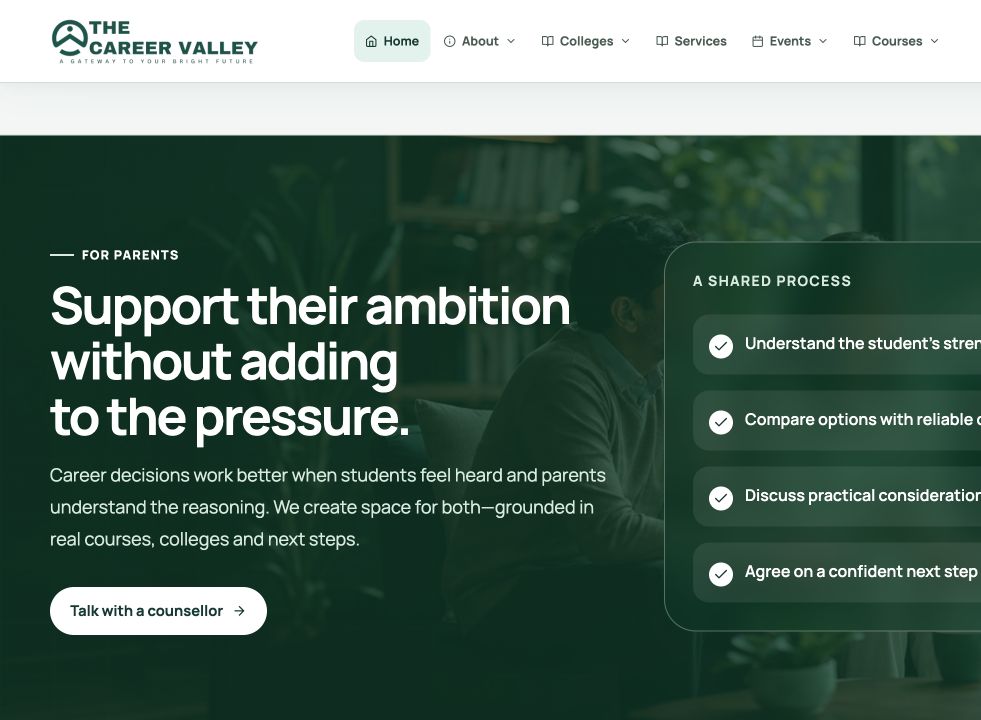 THE
CAREER VALLEY
A GATEWAY TO YOUR BRIGHT FUTURE
Home
About
Colleges
Services
Events
Courses
FOR PARENTS
Support their ambition
without adding
to the pressure.
Career decisions work better when students feel heard and parents
understand the reasoning. We create space for both—grounded in
real courses, colleges and next steps.
Talk with a counsellor
A SHARED PROCESS
Understand the student's
Compare options with reliable
Discuss practical
Agree on a confident next step